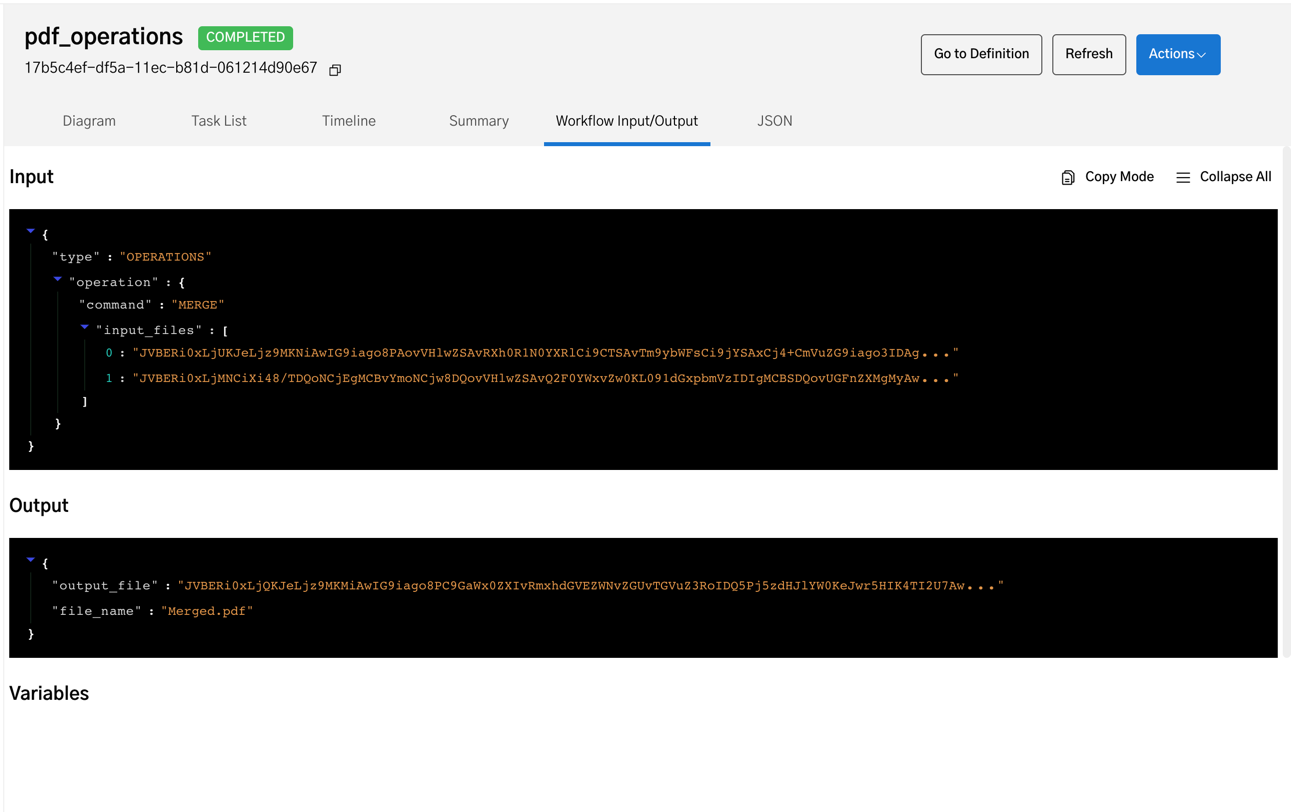 pdf_operations COMPLETED
17b5c4ef-df5a-11ec-b81d-061214d90e67
Go to Definition Refresh Actions
Diagram Task List Timeline Summary Workflow Input/Output JSON
Input
Copy Mode Collapse All
{
"type" : "OPERATIONS"
"operation" : {
"command" : "MERGE"
"input_files" : [
0 : "JVBERi0xLjUKJeLjz9MKNiAwIG9iago8PAovVHlwZSAvRXh0R1N0YXRlCi9CTSAvTm9ybWFsCi9jYSAxCj4+CmVuZG9iago3IDAg..."
1 : "JVBERi0xLjMNCiXi48/TDQoNCjEgMCBvYmoNCjw8DQovVHlwZSAvQ2F0YWxvZw0KL091dGxpbmVzIDIgMCBSDQovUGFnZXMgMyAw..."
]
}
}
Output
{
"output_file" : "JVBERi0xLjQKJeLjz9MKMiAwIG9iago8PC9GaWx0ZXIvRmxhdGVEZWNvZGUvTGVuZ3RoIDQ5Pj5zdHJlYW0KeJwr5HIK4TI2U7Aw..."
"file_name" : "Merged.pdf"
}
Variables